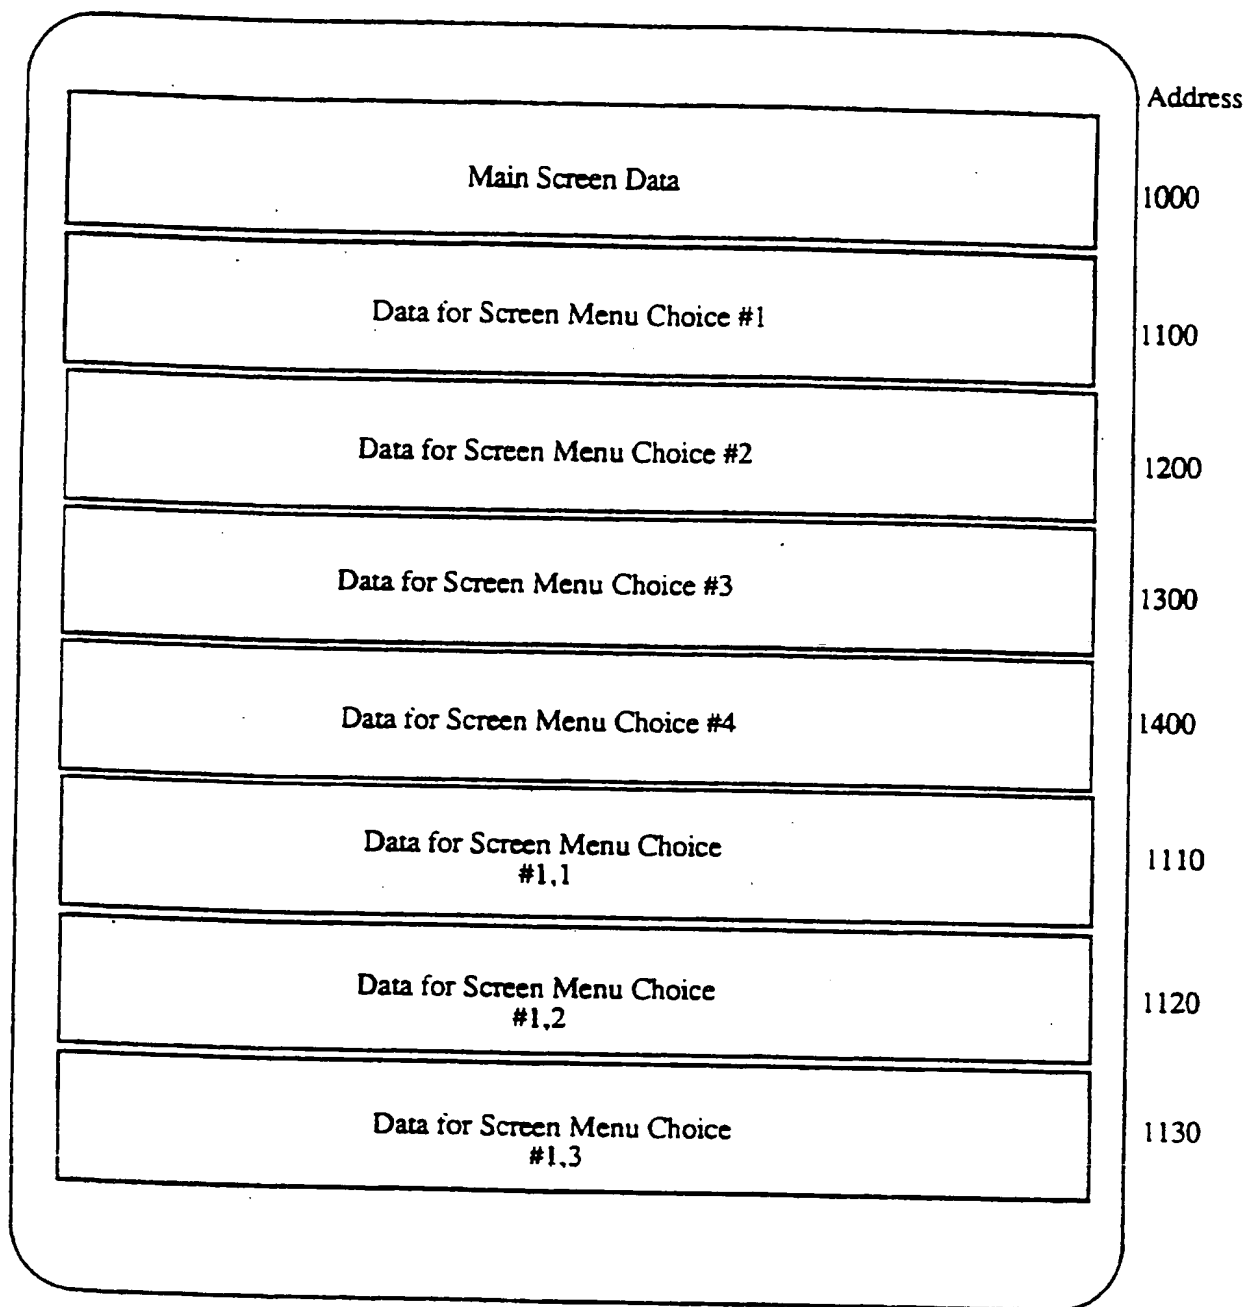 Address
Main Screen Data
1000
Data for Screen Menu Choice #1
1100
Data for Screen Menu Choice #2
1200
Data for Screen Menu Choice #3
1300
Data for Screen Menu Choice #4
1400
Data for Screen Menu Choice
#1,1
1110
Data for Screen Menu Choice
#1,2
1120
Data for Screen Menu Choice
#1,3
1130